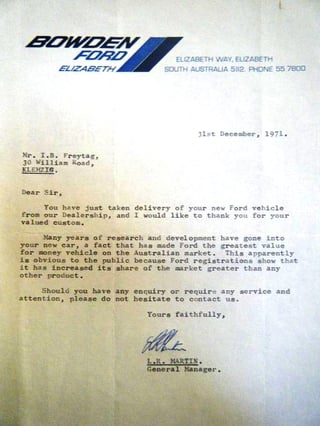 BOWDEN
FORD
ELIZABETH
ELIZABETH WAY, ELIZABETH
SOUTH AUSTRALIA 5112. PHONE 55 7800
31st December, 1971.
Mr. I.B. Freytag,
30 William Road,
KLEMZIG.
Dear Sir,
You have just taken delivery of your new Ford vehicle
from our Dealership, and I would like to thank you for your
valued custom.
Many years of research and development have gone into
your new car, a fact that has made Ford the greatest value
for money vehicle on the Australian market. This apparently
is obvious to the public because Ford registrations show that
it has increased its share of the market greater than any
other product.
Should you have any enquiry or require any service and
attention, please do not hesitate to contact us.
Yours faithfully,
L.R. MARTIN.
General Manager.